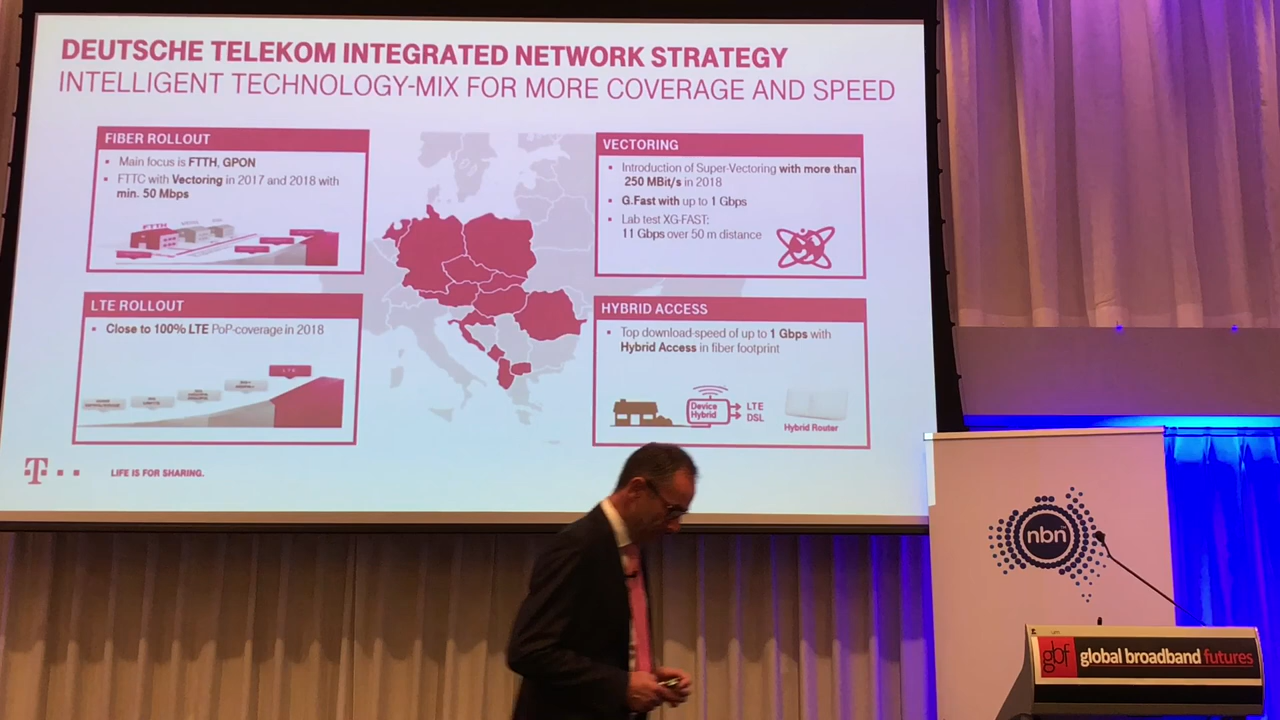 DEUTSCHE TELEKOM INTEGRATED NETWORK STRATEGY
INTELLIGENT TECHNOLOGY-MIX FOR MORE COVERAGE AND SPEED
FIBER ROLLOUT
Main focus is FTTH, GPON
FTTC with Vectoring in 2017 and 2018 with
min. 50 Mbps
FTTH
VECTORING
Introduction of Super-Vectoring with more than
250 MBit/s in 2018
G.Fast with up to 1 Gbps
Lab test XG-FAST:
11 Gbps over 50 m distance
LTE ROLLOUT
Close to 100% LTE PoP-coverage in 2018
LTE
HYBRID ACCESS
Top download-speed of up to 1 Gbps with
Hybrid Access in fiber footprint
Device
Hybrid
LTE
DSL
Hybrid Router
T
LIFE IS FOR SHARING.
nbn
gbf global broadband futures